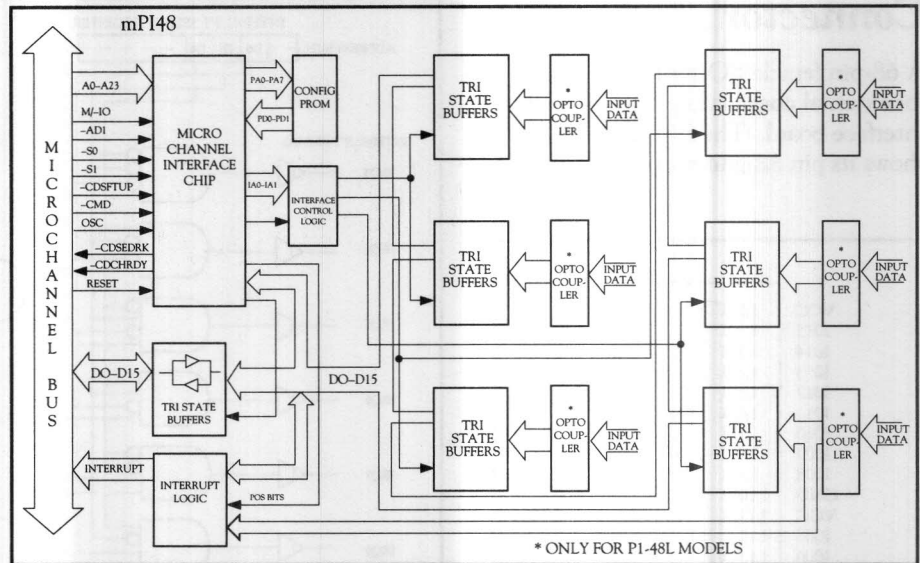 mPI48
MICROCHANNEL BUS
A0–A23
M/–IO
–AD1
–S0
–S1
–CDSFTUP
–CMD
OSC
–CDSEDRK
–CDCHRDY
RESET
MICRO
CHANNEL
INTERFACE
CHIP
PA0–PA7
PD0–PD1
CONFIG
PROM
IA0–IA1
INTERFACE
CONTROL
LOGIC
DO–D15
TRI STATE
BUFFERS
DO–D15
INTERRUPT
INTERRUPT
LOGIC
POS BITS
TRI
STATE
BUFFERS
*
OPTO
COUP-
LER
INPUT
DATA
TRI
STATE
BUFFERS
*
OPTO
COU-
PLER
INPUT
DATA
TRI
STATE
BUFFERS
*
OPTO
COUP-
LER
INPUT
DATA
TRI
STATE
BUFFERS
*
OPTO
COUP-
LER
INPUT
DATA
TRI
STATE
BUFFERS
*
OPTO
COUP-
LER
INPUT
DATA
TRI
STATE
BUFFERS
*
OPTO
COUP-
LER
INPUT
DATA
* ONLY FOR P1-48L MODELS